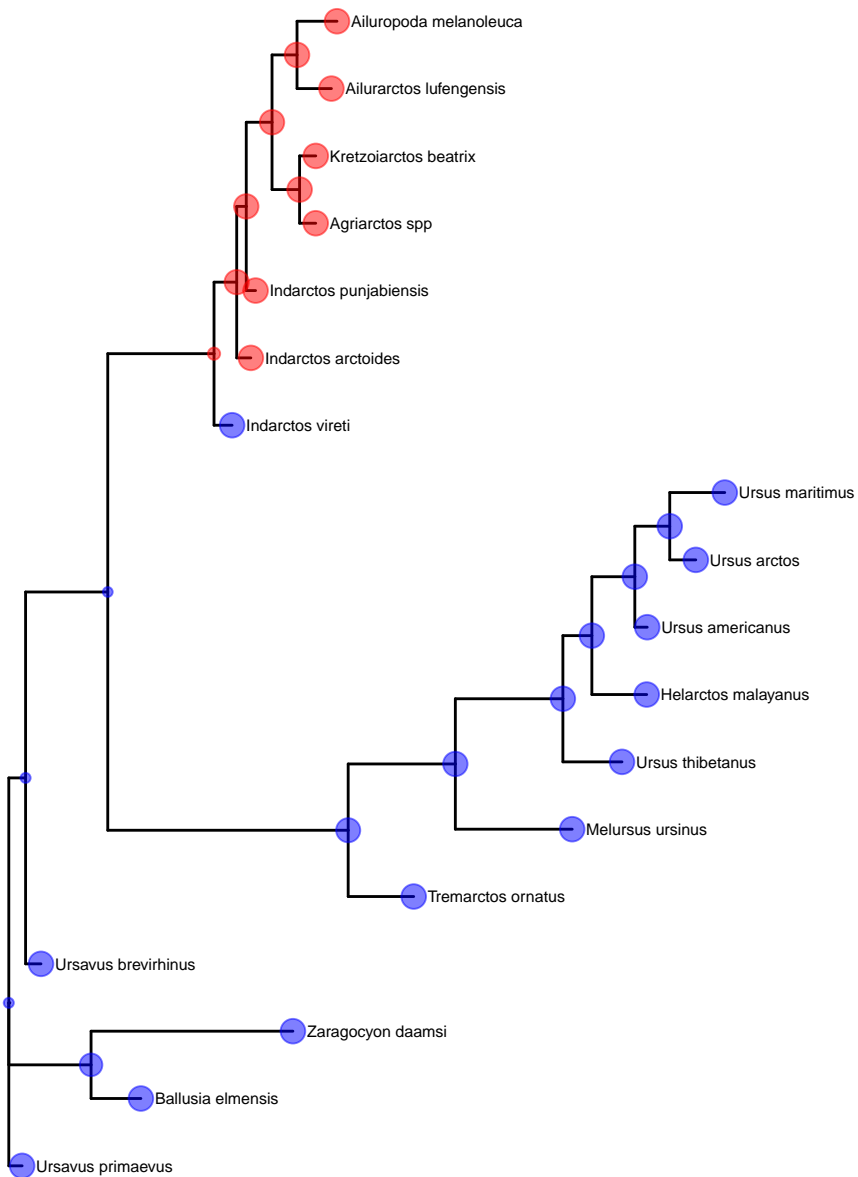 Ailuropoda melanoleuca
Ailurarctos lufengensis
Kretzoiarctos beatrix
Agriarctos spp
Indarctos punjabiensis
Indarctos arctoides
Indarctos vireti
Ursus maritimus
Ursus arctos
Ursus americanus
Helarctos malayanus
Ursus thibetanus
Melursus ursinus
Tremarctos ornatus
Ursavus brevirhinus
Zaragocyon daamsi
Ballusia elmensis
Ursavus primaevus